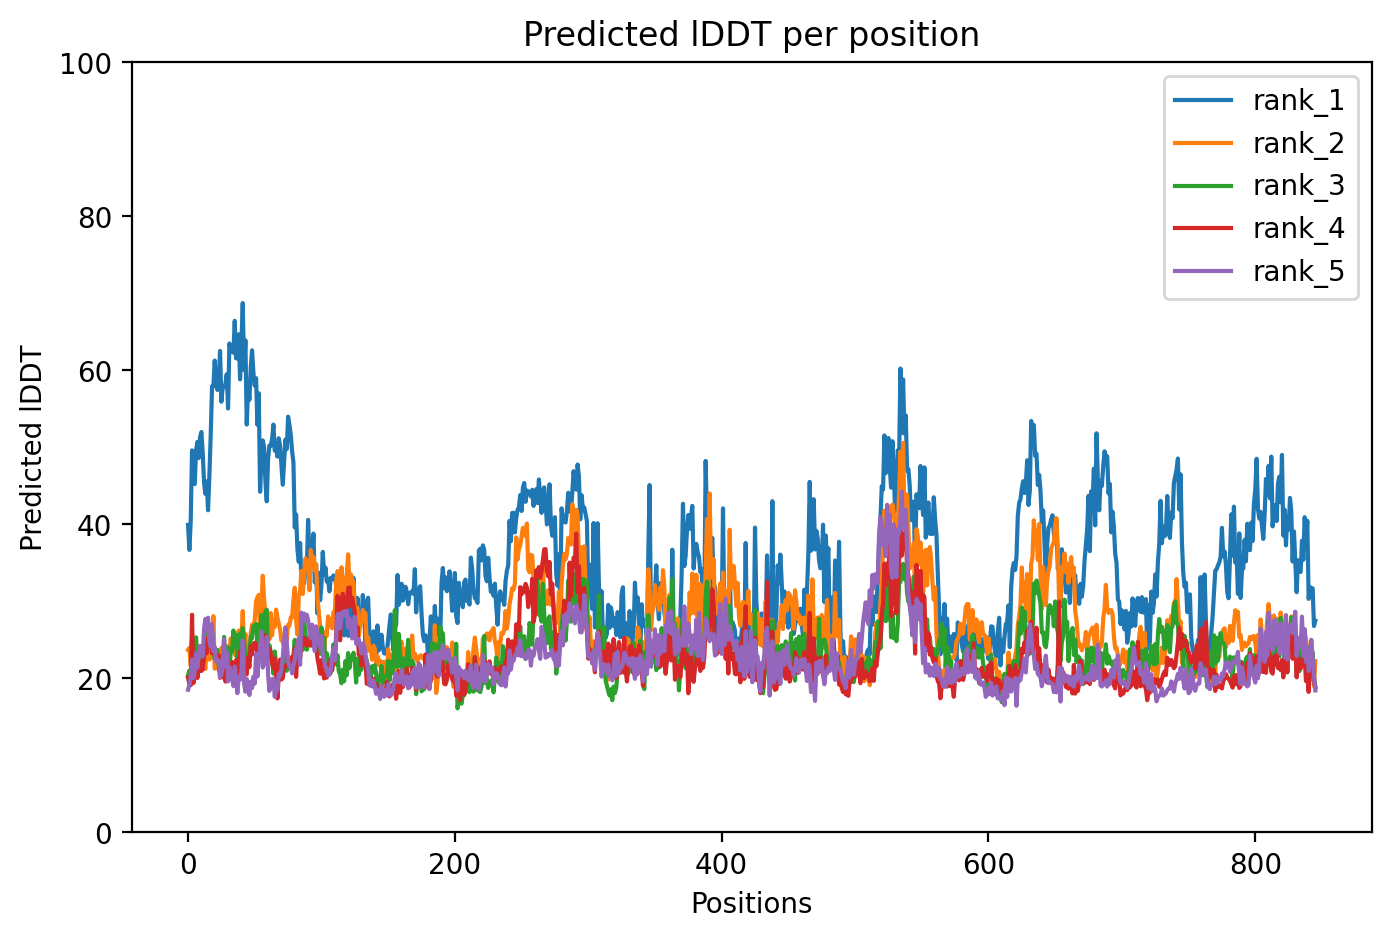 Predicted lDDT per position
100
80
60
40
20
0
Predicted lDDT
0 200 400 600 800
Positions
rank_1
rank_2
rank_3
rank_4
rank_5